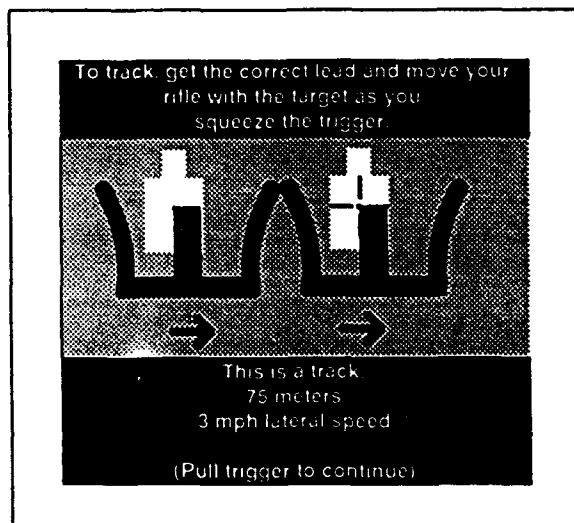 To track, get the correct lead and move your
rifle with the target as you
squeeze the trigger.
This is a track.
75 meters
3 mph lateral speed
(Pull trigger to continue)